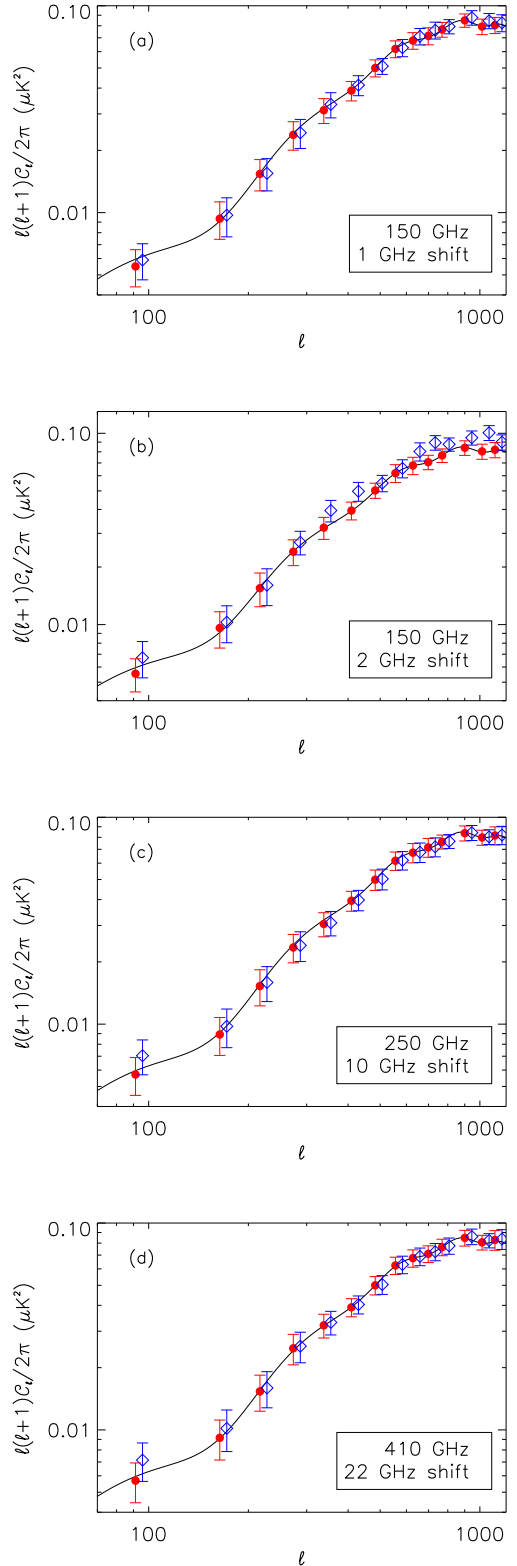 0.10
(a)
0.01
150 GHz
1 GHz shift
ℓ(ℓ+1)Cℓ/2π (μK²)
100
1000
ℓ
0.10
(b)
0.01
150 GHz
2 GHz shift
ℓ(ℓ+1)Cℓ/2π (μK²)
100
1000
ℓ
0.10
(c)
0.01
250 GHz
10 GHz shift
ℓ(ℓ+1)Cℓ/2π (μK²)
100
1000
ℓ
0.10
(d)
0.01
410 GHz
22 GHz shift
ℓ(ℓ+1)Cℓ/2π (μK²)
100
1000
ℓ